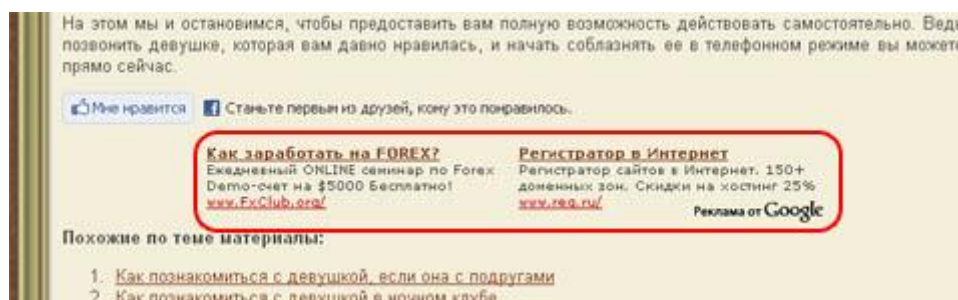 На этом мы и остановимся, чтобы предоставить вам полную возможность действовать самостоятельно. Ведь
позвонить девушке, которая вам давно нравилась, и начать соблазнять ее в телефонном режиме вы можете
прямо сейчас.
Мне нравится Станьте первым из друзей, кому это понравилось.
Как заработать на FOREX?
Ежедневный ONLINE семинар по Forex
Demo-счет на $5000 Бесплатно!
www.FxClub.org/
Регистратор в Интернет
Регистратор сайтов в Интернет. 150+
доменных зон. Скидки на хостинг 25%
www.reg.ru/
Реклама от Google
Похожие по теме материалы:
1. Как познакомиться с девушкой, если она с подругами
2. Как познакомиться с девушкой в ночном клубе